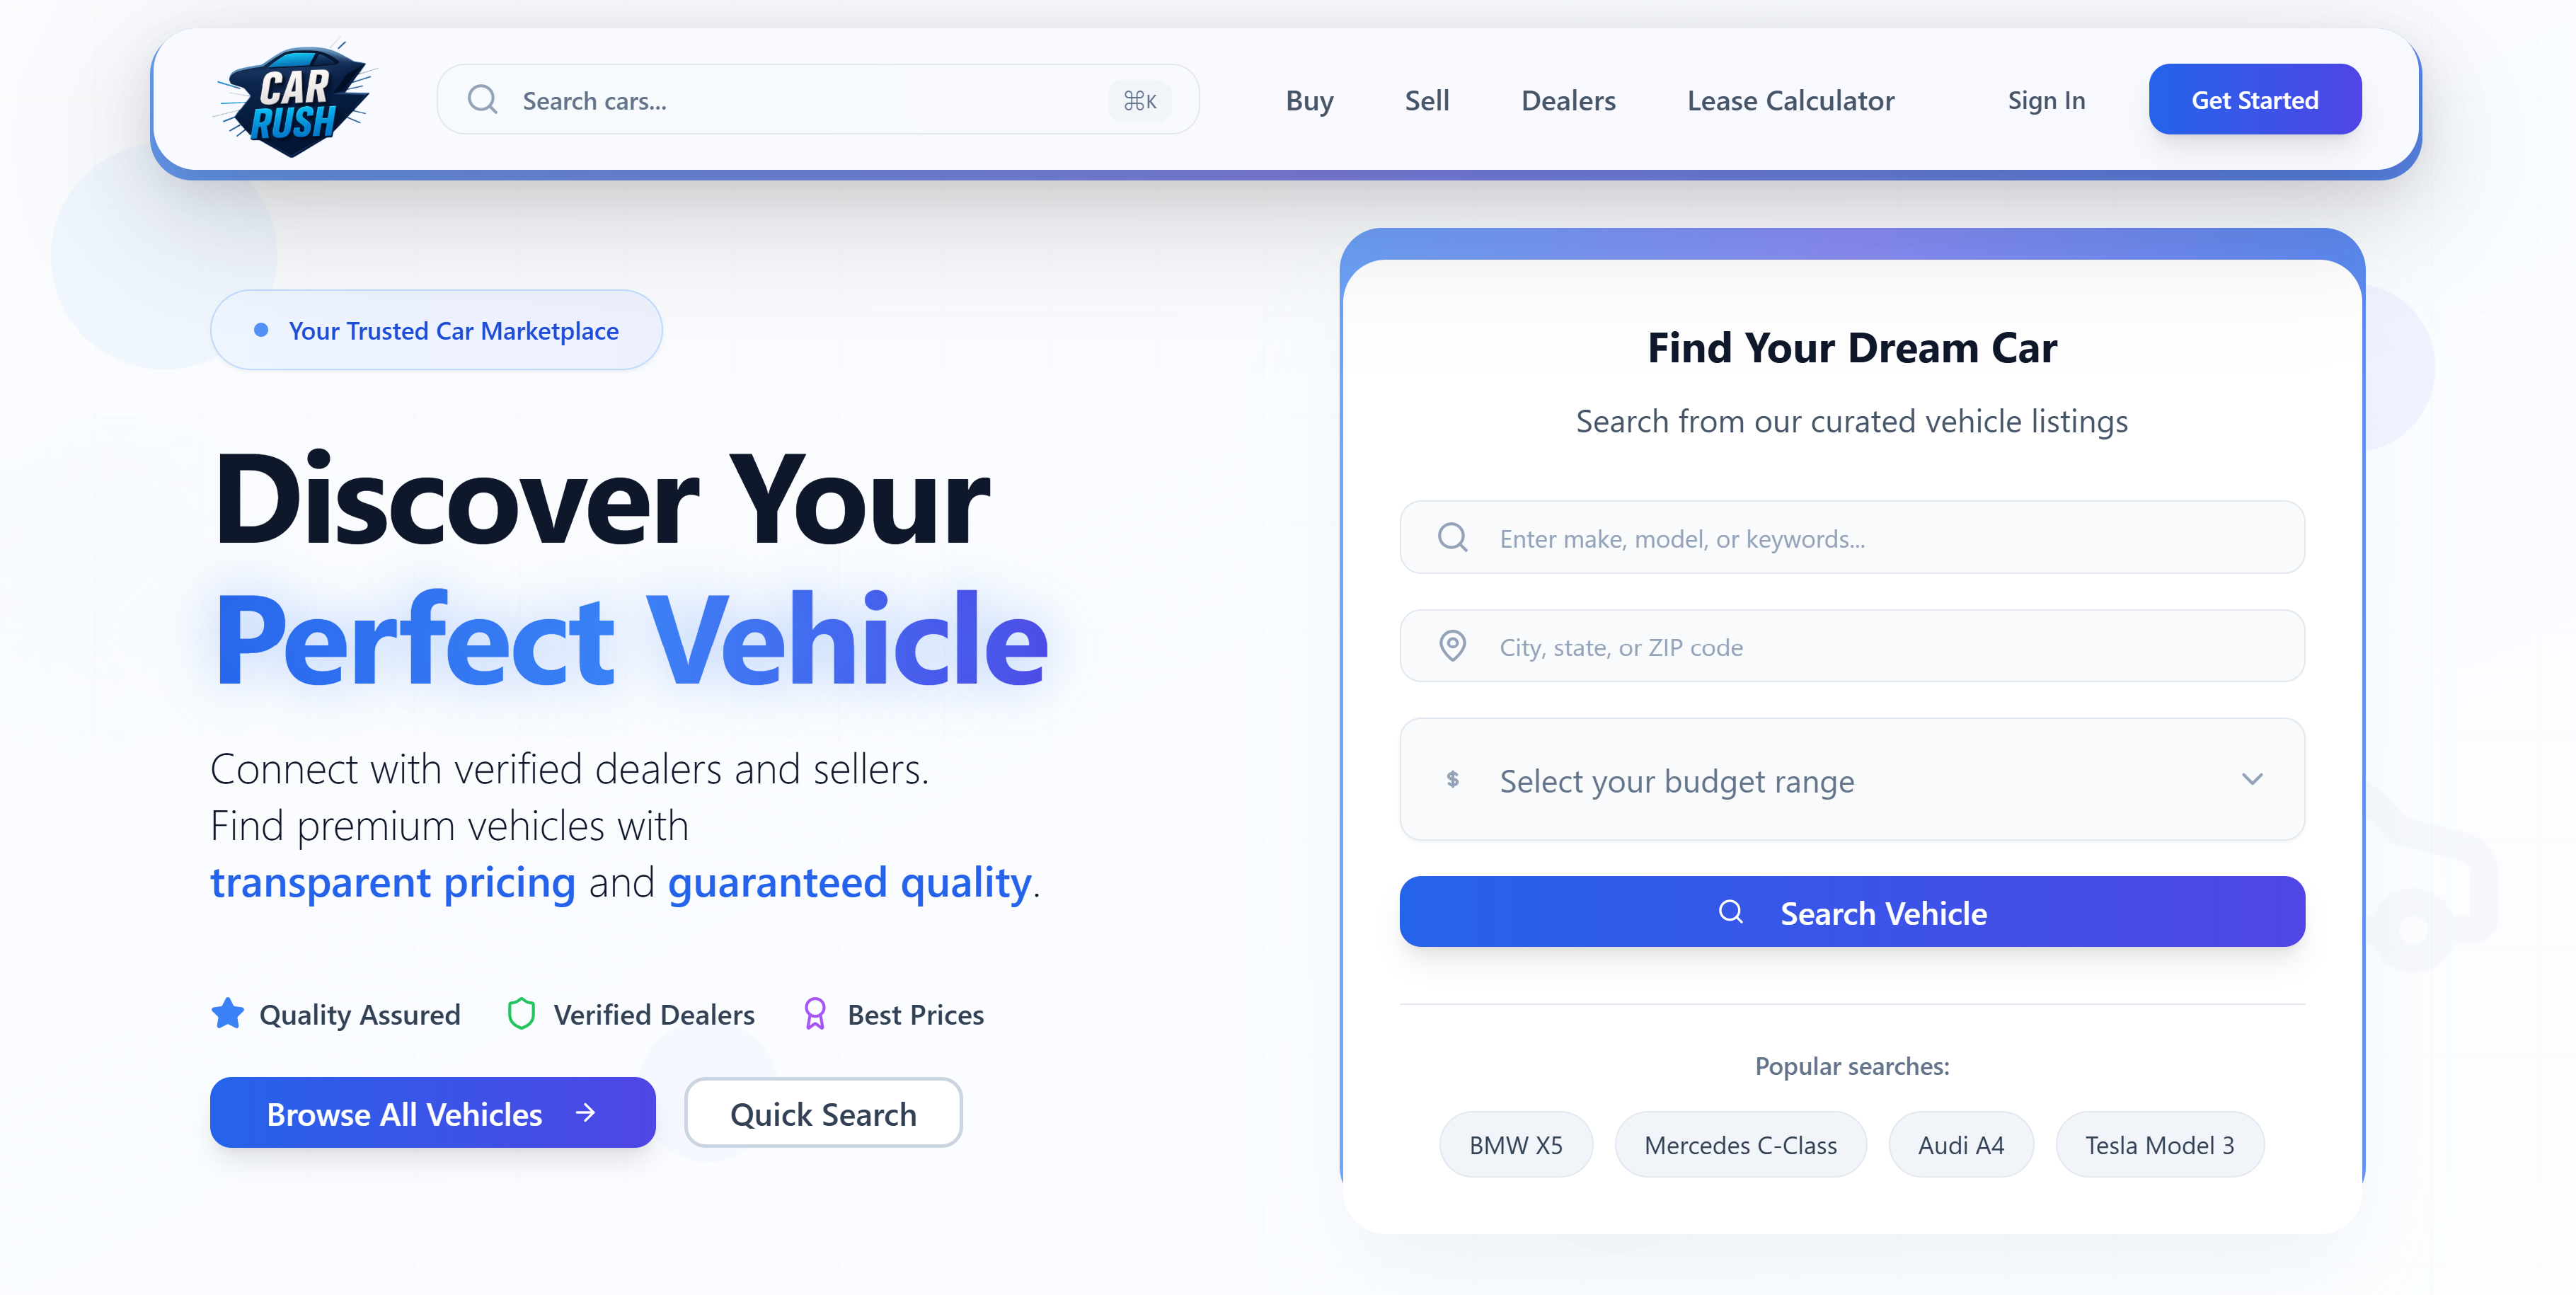 CAR
RUSH
Search cars...
⌘K
Buy
Sell
Dealers
Lease Calculator
Sign In
Get Started
Your Trusted Car Marketplace
Discover Your
Perfect Vehicle
Connect with verified dealers and sellers.
Find premium vehicles with
transparent pricing and guaranteed quality.
Quality Assured
Verified Dealers
Best Prices
Browse All Vehicles
Quick Search
Find Your Dream Car
Search from our curated vehicle listings
Enter make, model, or keywords...
City, state, or ZIP code
$ Select your budget range
Search Vehicle
Popular searches:
BMW X5
Mercedes C-Class
Audi A4
Tesla Model 3